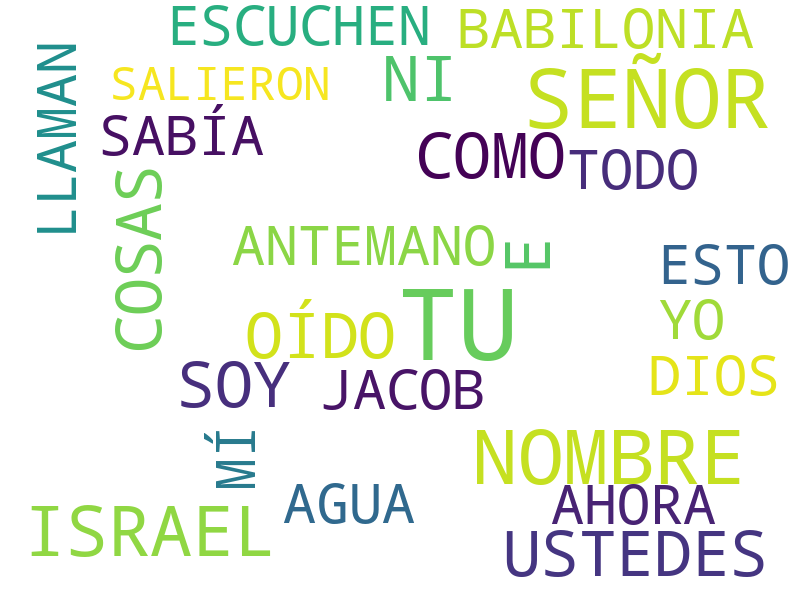 ESCUCHEN
BABILONIA
LLAMAN
SALIERON
NI
SEÑOR
SABÍA
COMO
TODO
COSAS
ANTEMANO
E
ESTO
OÍDO
TU
YO
SOY
JACOB
DIOS
MÍ
NOMBRE
ISRAEL
AGUA
AHORA
USTEDES